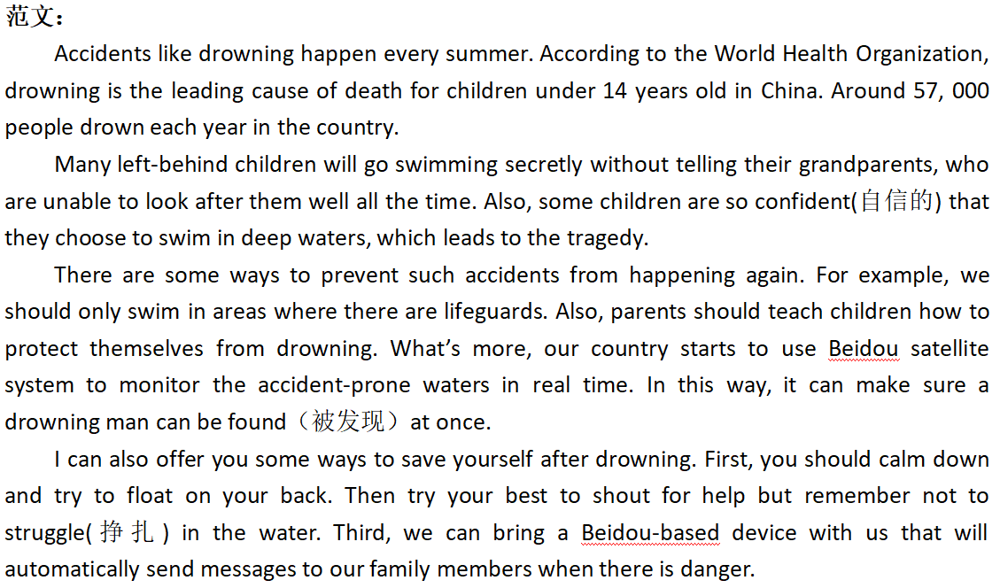 范文：
Accidents like drowning happen every summer. According to the World Health Organization,
drowning is the leading cause of death for children under 14 years old in China. Around 57, 000
people drown each year in the country.
Many left-behind children will go swimming secretly without telling their grandparents, who
are unable to look after them well all the time. Also, some children are so confident(自信的) that
they choose to swim in deep waters, which leads to the tragedy.
There are some ways to prevent such accidents from happening again. For example, we
should only swim in areas where there are lifeguards. Also, parents should teach children how to
protect themselves from drowning. What’s more, our country starts to use Beidou satellite
system to monitor the accident-prone waters in real time. In this way, it can make sure a
drowning man can be found（被发现）at once.
I can also offer you some ways to save yourself after drowning. First, you should calm down
and try to float on your back. Then try your best to shout for help but remember not to
struggle(挣扎) in the water. Third, we can bring a Beidou-based device with us that will
automatically send messages to our family members when there is danger.